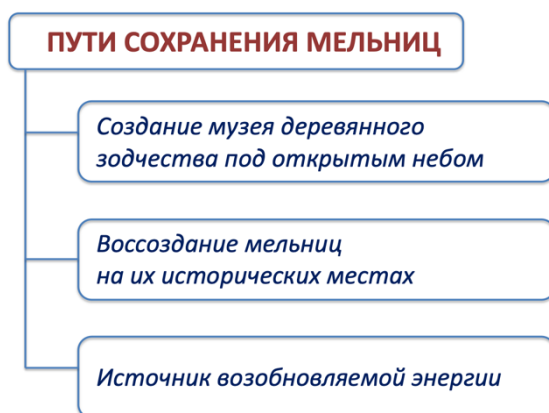 ПУТИ СОХРАНЕНИЯ МЕЛЬНИЦ
Создание музея деревянного
зодчества под открытым небом
Воссоздание мельниц
на их исторических местах
Источник возобновляемой энергии